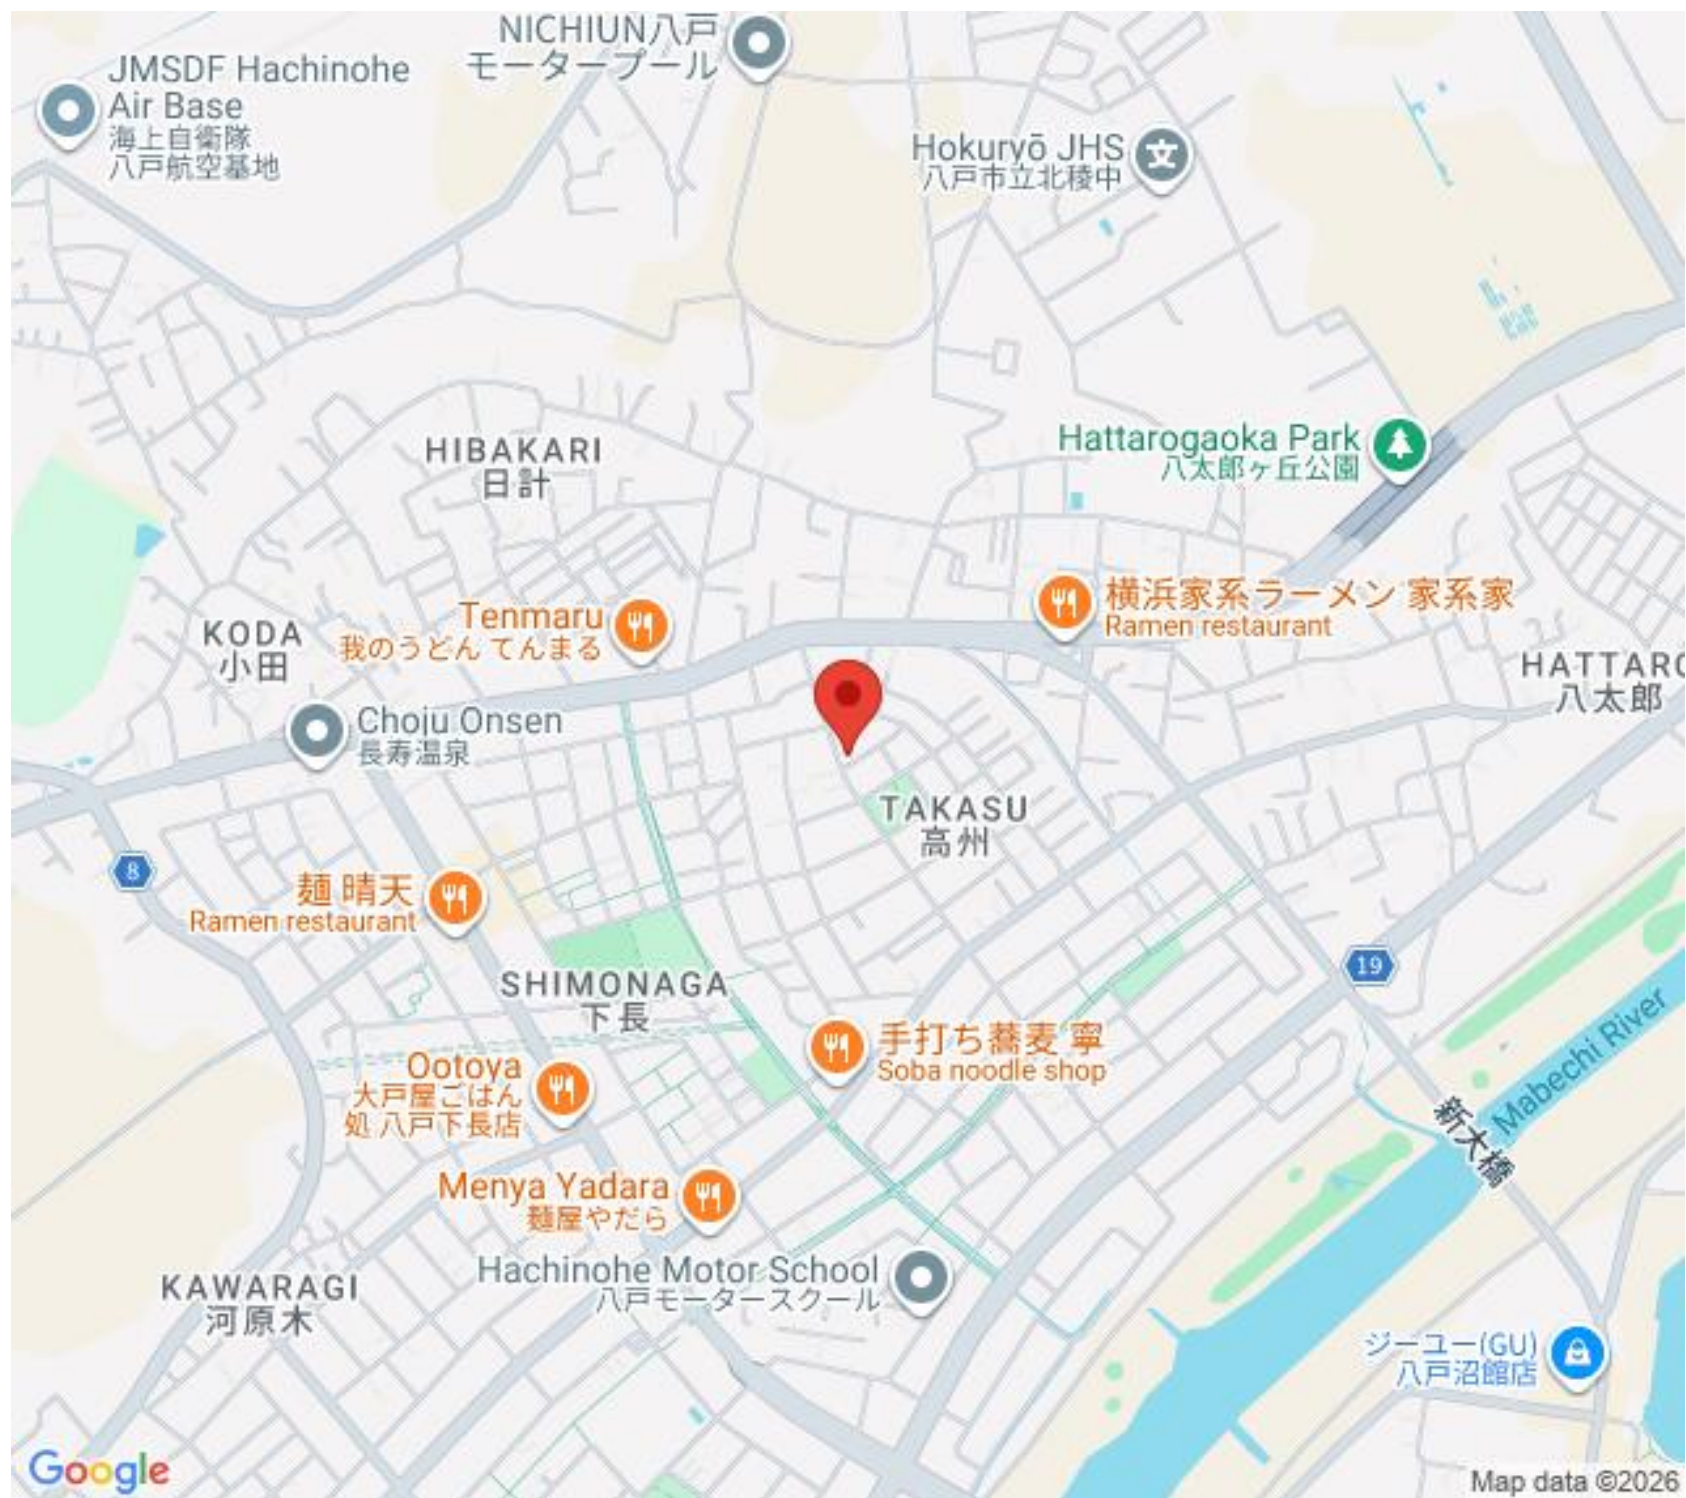 NICHIUN八戸
モータープール
JMSDF Hachinohe
Air Base
海上自衛隊
八戸航空基地
Hokuryō JHS
八戸市立北稜中
Hattarogaoka Park
八太郎ヶ丘公園
HIBAKARI
日計
横浜家系ラーメン 家系家
Ramen restaurant
Tenmaru
我のうどん てんまる
KODA
小田
HATTARO
八太郎
Choju Onsen
長寿温泉
TAKASU
高州
8
麺 晴天
Ramen restaurant
19
SHIMONAGA
下長
手打ち蕎麦 寧
Soba noodle shop
Mabechi River
新大橋
Ootoya
大戸屋ごはん
処 八戸下長店
Menya Yadara
麺屋やだら
Hachinohe Motor School
八戸モータースクール
KAWARAGI
河原木
ジーユー(GU)
八戸沼館店
Google
Map data ©2026